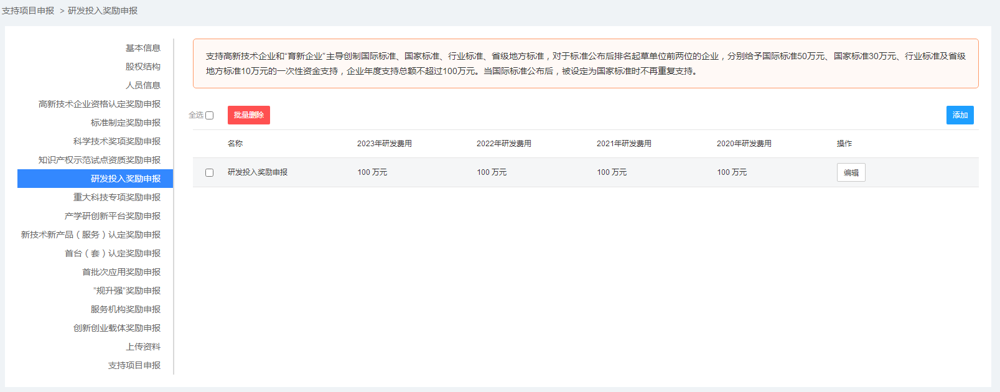 支持项目申报 > 研发投入奖励申报
基本信息
股权结构
人员信息
高新技术企业资格认定奖励申报
标准制定奖励申报
科学技术奖项奖励申报
知识产权示范试点资质奖励申报
研发投入奖励申报
重大科技专项奖励申报
产学研创新平台奖励申报
新技术新产品（服务）认定奖励申报
首台（套）认定奖励申报
首批次应用奖励申报
”规升强”奖励申报
服务机构奖励申报
创新创业载体奖励申报
上传资料
支持项目申报
支持高新技术企业和“育新企业”主导创制国际标准、国家标准、行业标准、省级地方标准，对于标准公布后排名起草单位前两位的企业，分别给予国际标准50万元、国家标准30万元、行业标准及省级
地方标准10万元的一次性资金支持，企业年度支持总额不超过100万元。当国际标准公布后，被设定为国家标准时不再重复支持。
全选 批量删除 添加
名称 2023年研发费用 2022年研发费用 2021年研发费用 2020年研发费用 操作
研发投入奖励申报 100 万元 100 万元 100 万元 100 万元 编辑